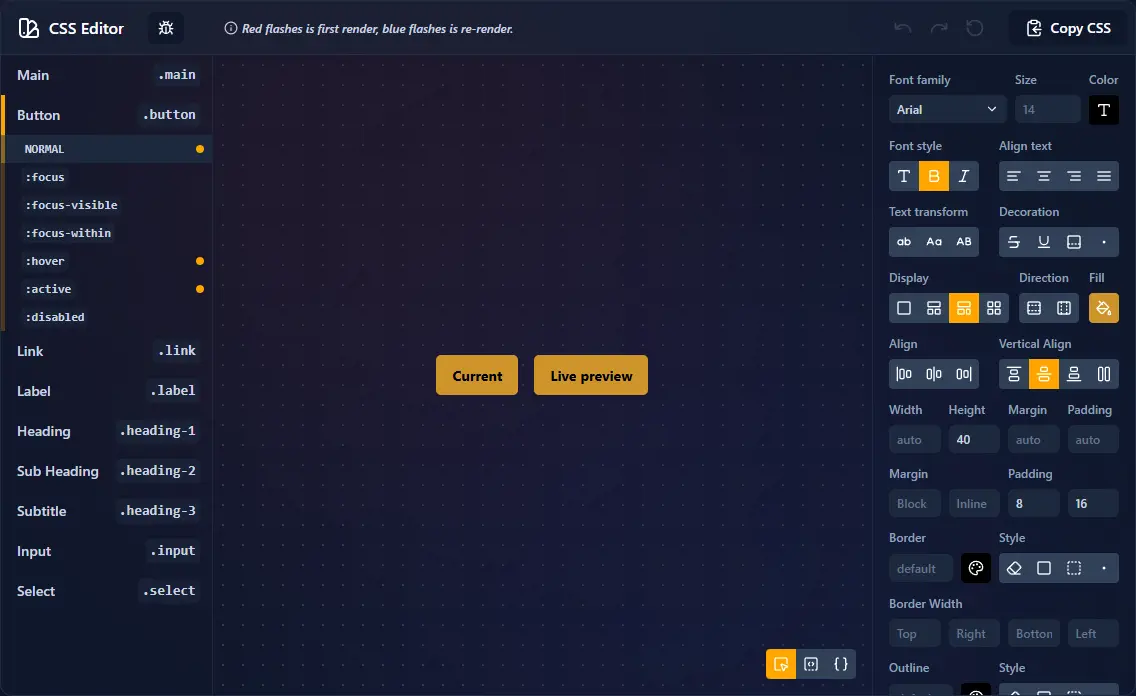 CSS Editor
Red flashes is first render, blue flashes is re-render.
Copy CSS
Main .main
Button .button
NORMAL
:focus
:focus-visible
:focus-within
:hover
:active
:disabled
Link .link
Label .label
Heading .heading-1
Sub Heading .heading-2
Subtitle .heading-3
Input .input
Select .select
Current
Live preview
Font family Size Color
Arial 14 T
Font style Align text
T B I
Text transform Decoration
ab Aa AB S U
Display Direction Fill
Align Vertical Align
Width Height Margin Padding
auto 40 auto auto
Margin Padding
Block Inline 8 16
Border Style
default
Border Width
Top Right Botton Left
Outline Style